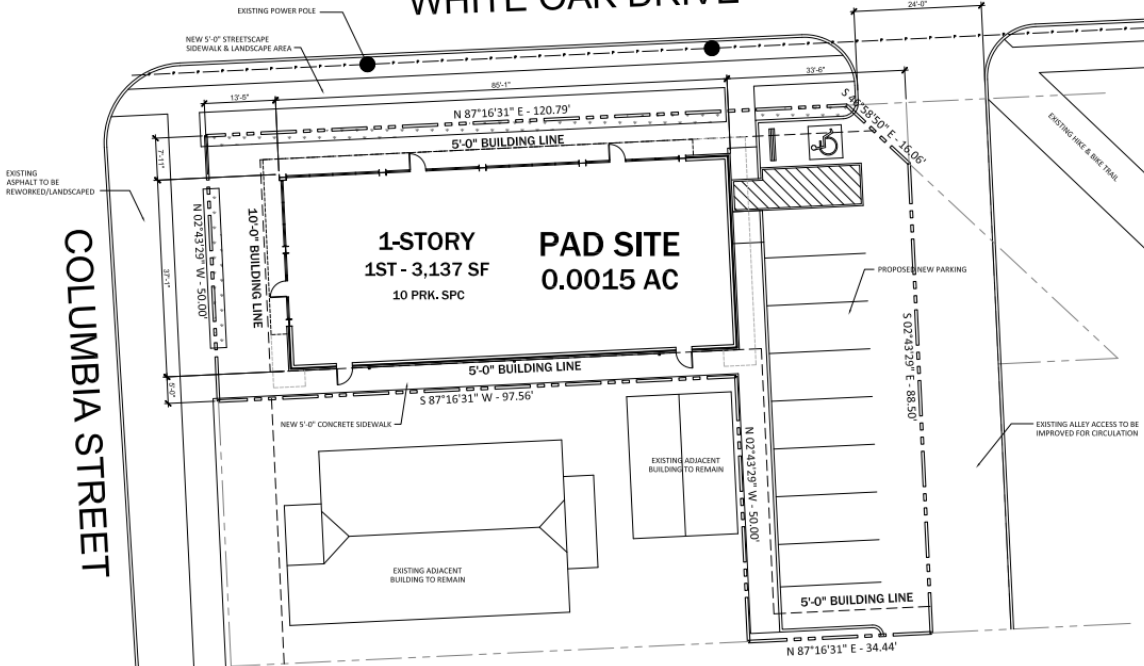 WHITE OAK DRIVE
EXISTING POWER POLE
24'-0"
NEW 5'-0" STREETSCAPE
SIDEWALK & LANDSCAPE AREA
33'-6"
85'-1"
13'-5"
N 87°16'31" E - 120.79'
S 46°58'50" E - 16.06'
5'-0" BUILDING LINE
EXISTING HIKE & BIKE TRAIL
7'-11"
EXISTING
ASPHALT TO BE
REWORKED/LANDSCAPED
N 02°43'29" W - 50.00'
10'-0" BUILDING LINE
1-STORY
1ST - 3,137 SF
10 PRK. SPC
PAD SITE
0.0015 AC
COLUMBIA STREET
37'-1"
PROPOSED NEW PARKING
S 02°43'29" E - 88.50'
5'-0" BUILDING LINE
5'-0"
S 87°16'31" W - 97.56'
NEW 5'-0" CONCRETE SIDEWALK
EXISTING ALLEY ACCESS TO BE
IMPROVED FOR CIRCULATION
EXISTING ADJACENT
BUILDING TO REMAIN
N 02°43'29" W - 50.00'
EXISTING ADJACENT
BUILDING TO REMAIN
5'-0" BUILDING LINE
N 87°16'31" E - 34.44'